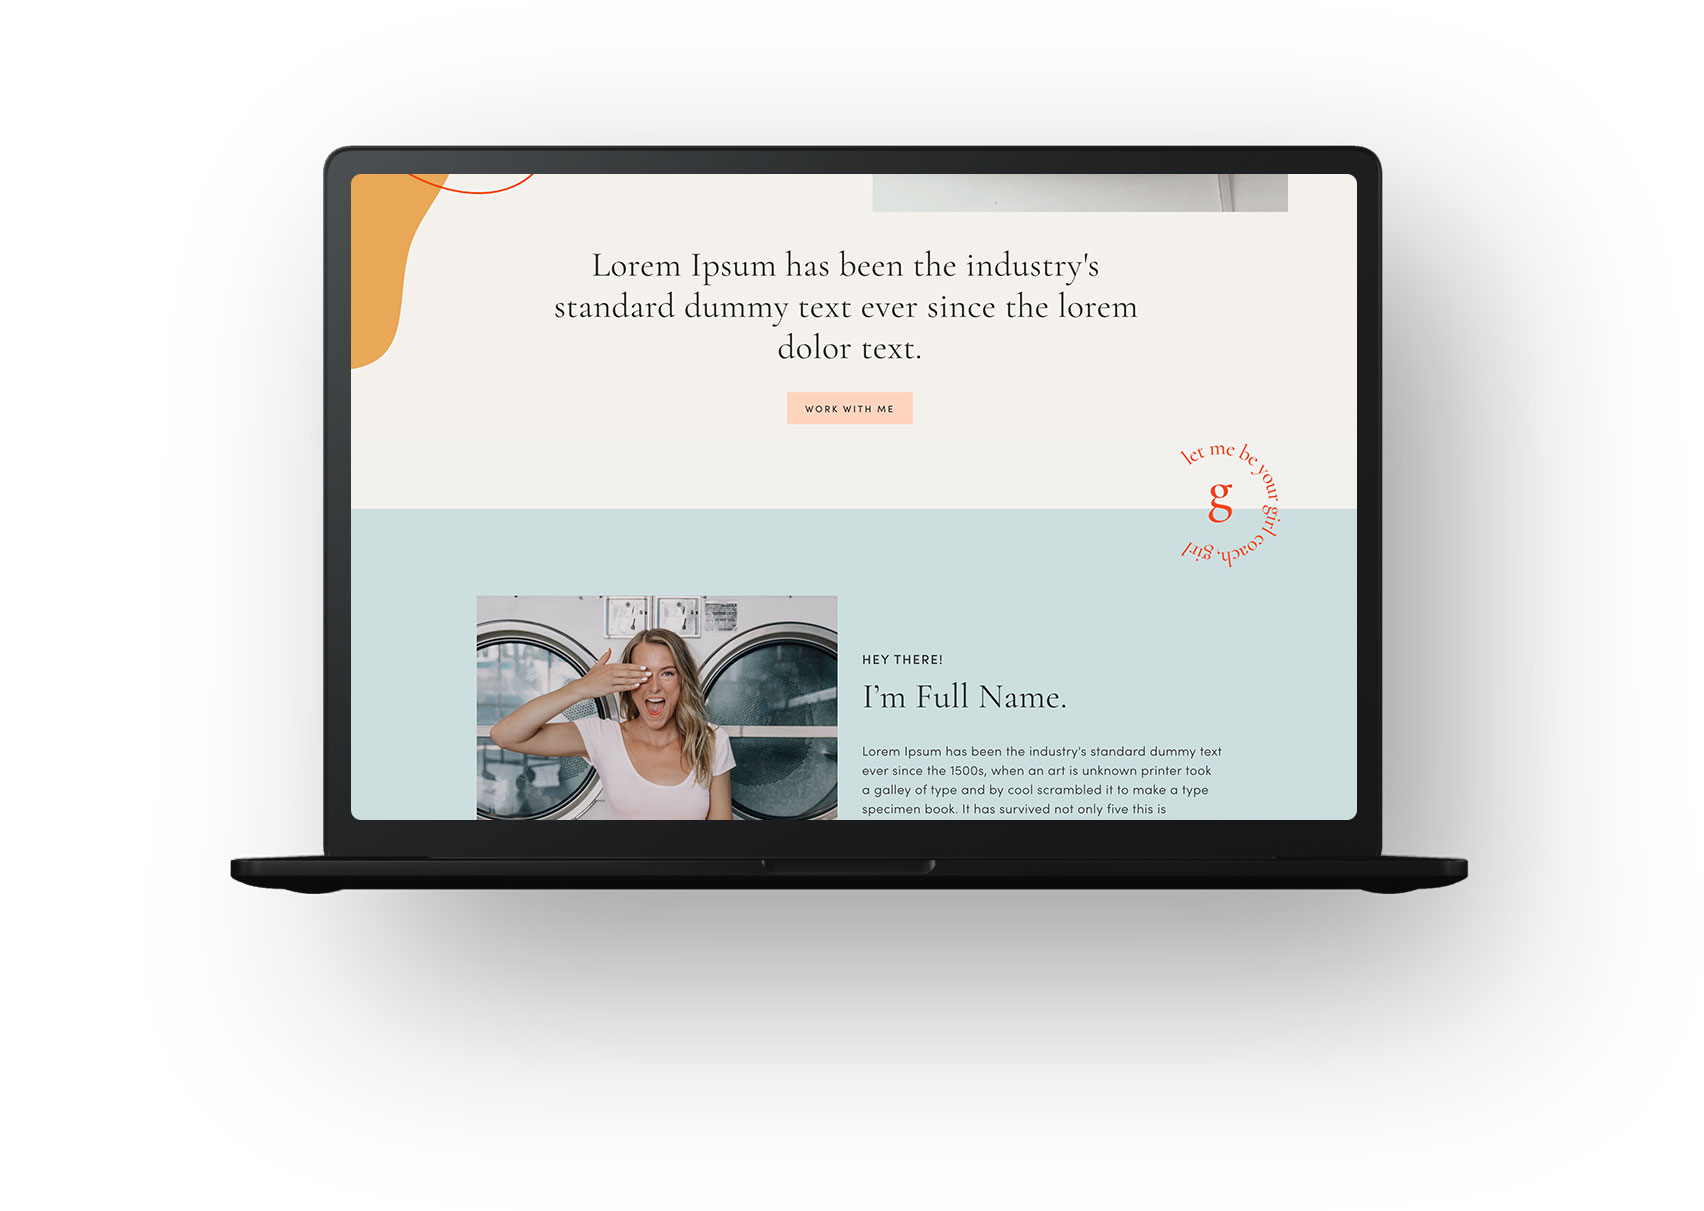 Lorem Ipsum has been the industry's
standard dummy text ever since the lorem
dolor text.
WORK WITH ME
let me be your girl coach, girl
g
HEY THERE!
I'm Full Name.
Lorem Ipsum has been the industry's standard dummy text
ever since the 1500s, when an art is unknown printer took
a galley of type and by cool scrambled it to make a type
specimen book. It has survived not only five this is